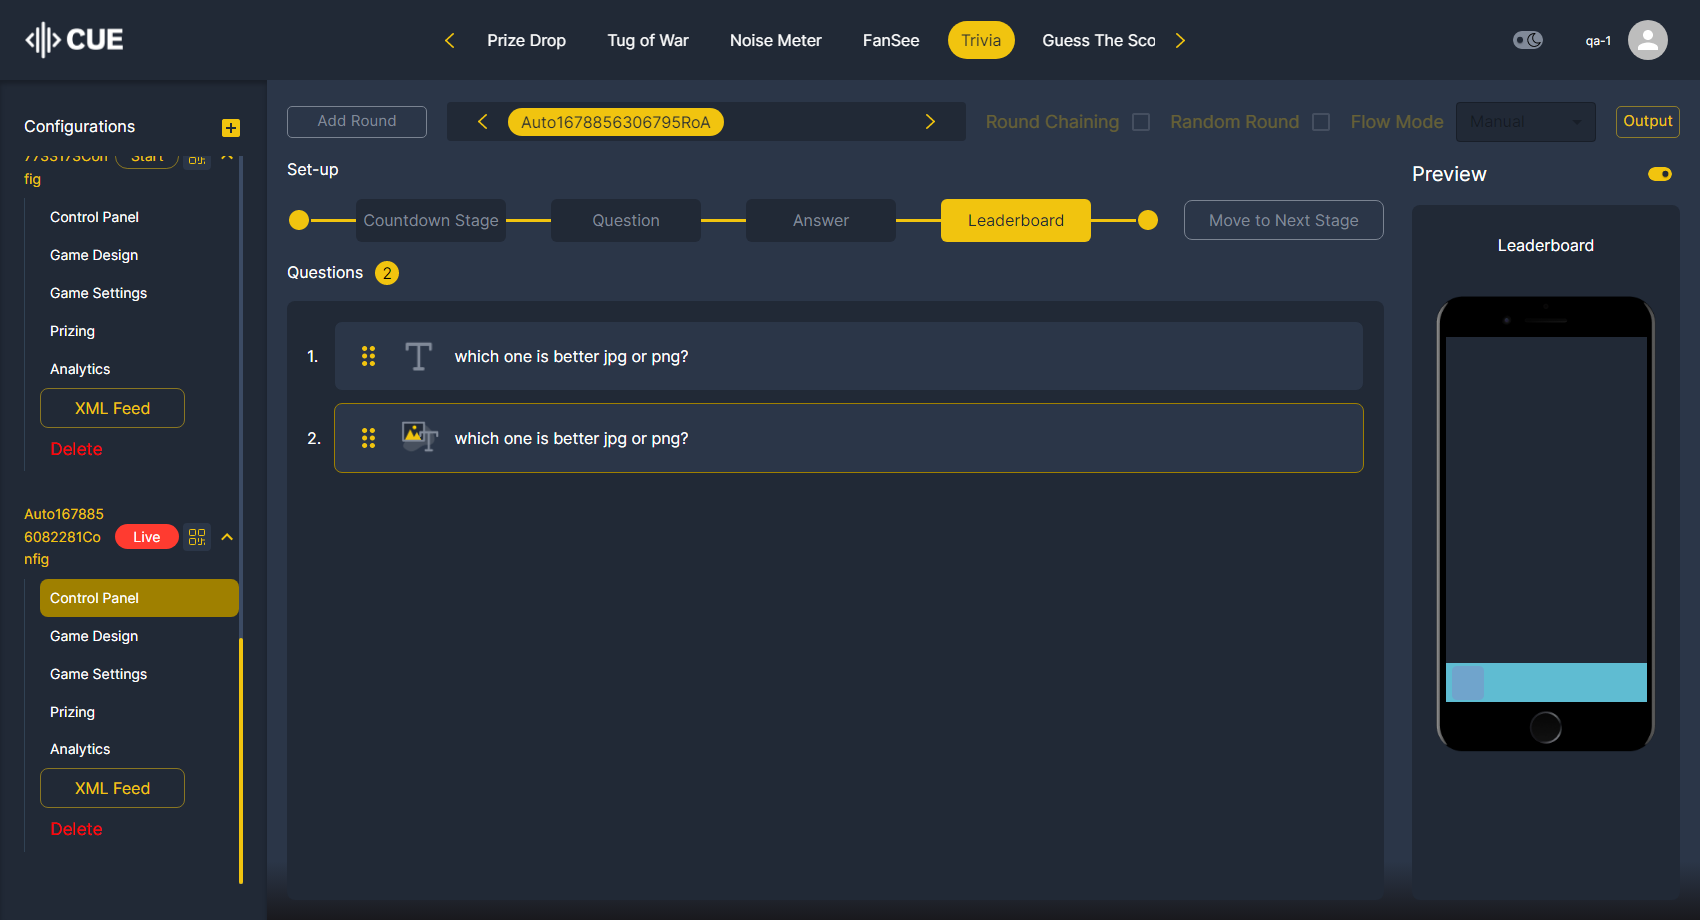 CUE
Prize Drop
Tug of War
Noise Meter
FanSee
Trivia
Guess The Sco
qa-1
Configurations
Start
fig
Control Panel
Game Design
Game Settings
Prizing
Analytics
XML Feed
Delete
Auto167885
6082281Co
nfig
Live
Control Panel
Game Design
Game Settings
Prizing
Analytics
XML Feed
Delete
Add Round
Auto1678856306795RoA
Round Chaining
Random Round
Flow Mode
Manual
Output
Set-up
Countdown Stage
Question
Answer
Leaderboard
Move to Next Stage
Questions 2
1. which one is better jpg or png?
2. which one is better jpg or png?
Preview
Leaderboard